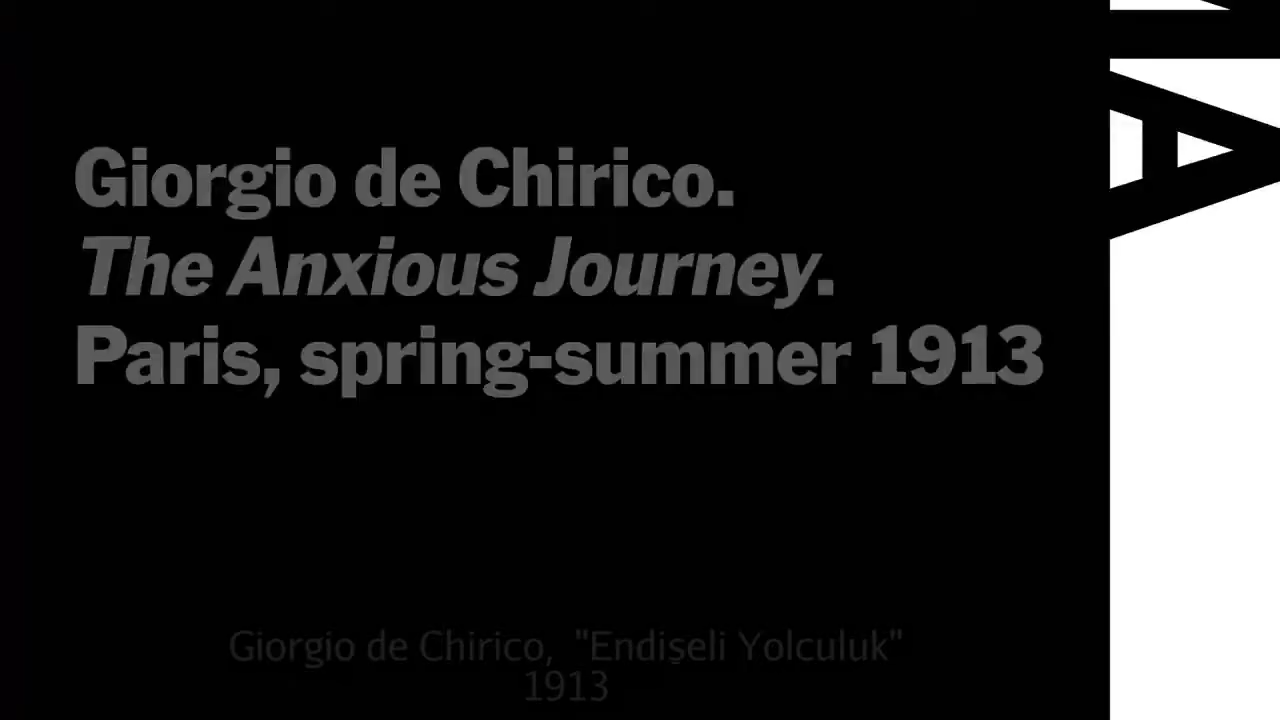 Giorgio de Chirico.
The Anxious Journey.
Paris, spring-summer 1913
A
Giorgio de Chirico, "Endişeli Yolculuk"
1913